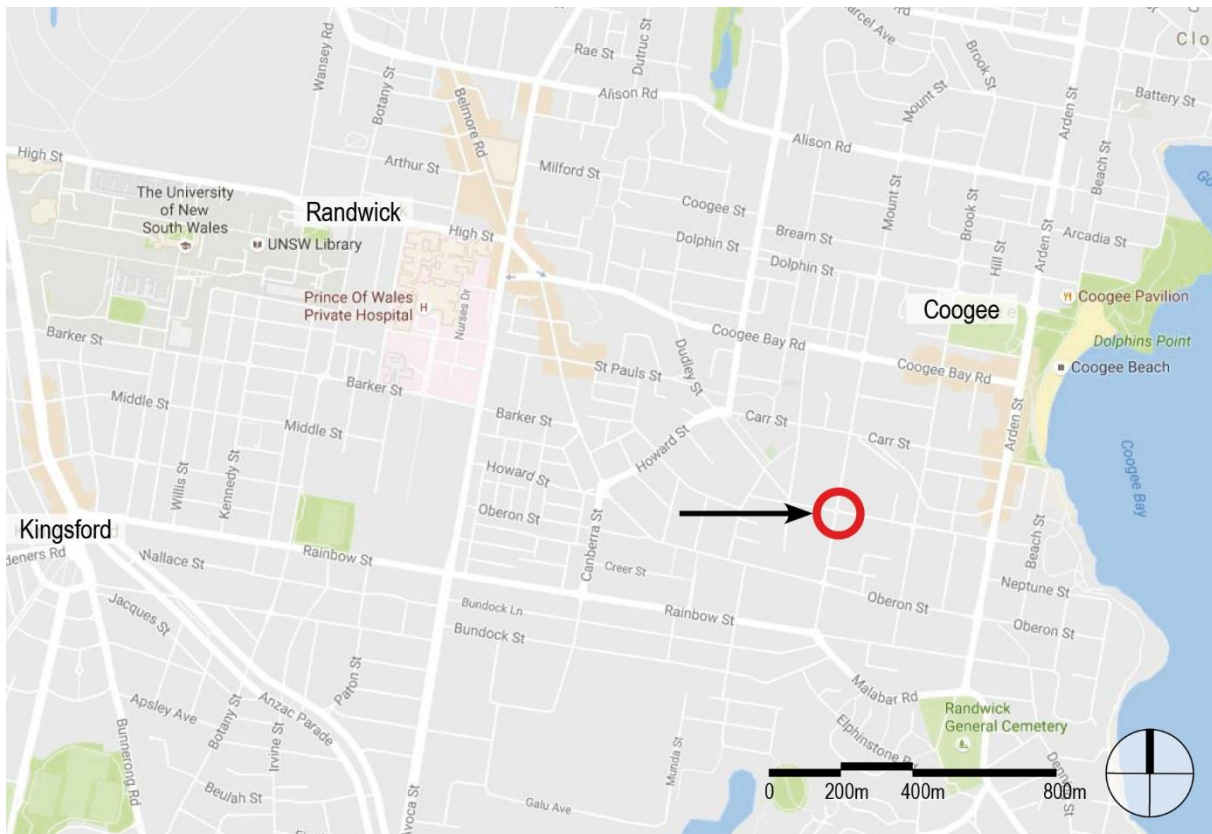 Marcel Ave
Clo
Rae St
Dutruc St
Brook St
Wansey Rd
Botany St
Belmore Rd
Alison Rd
Mount St
Arden St
Battery St
High St
Arthur St
Milford St
Alison Rd
Beach St
The University
of New
South Wales
UNSW Library
Randwick
High St
Coogee St
Dolphin St
Bream St
Dolphin St
Mount St
Brook St
Hill St
Arden St
Arcadia St
Prince Of Wales
Private Hospital
H
Nurses Dr
Coogee
Coogee Pavilion
Dolphins Point
Coogee Beach
Barker St
Coogee Bay Rd
Dudley St
St Pauls St
Coogee Bay Rd
Barker St
Middle St
Middle St
Barker St
Howard St
Carr St
Carr St
Arden St
Coogee Bay
Willis St
Kennedy St
Howard St
Oberon St
Kingsford
deners Rd
Wallace St
Rainbow St
Canberra St
Creer St
Beach St
Neptune St
Jacques St
Bundock Ln
Bundock St
Rainbow St
Oberon St
Oberon St
Paton St
Apsley Ave
Botany St
Anzac Parade
Malabar Rd
Randwick
General Cemetery
Bunnerong Rd
Irvine St
Elphinstone Rd
Munda St
Beulah St
Avoca St
Galu Ave
0
200m
400m
800m